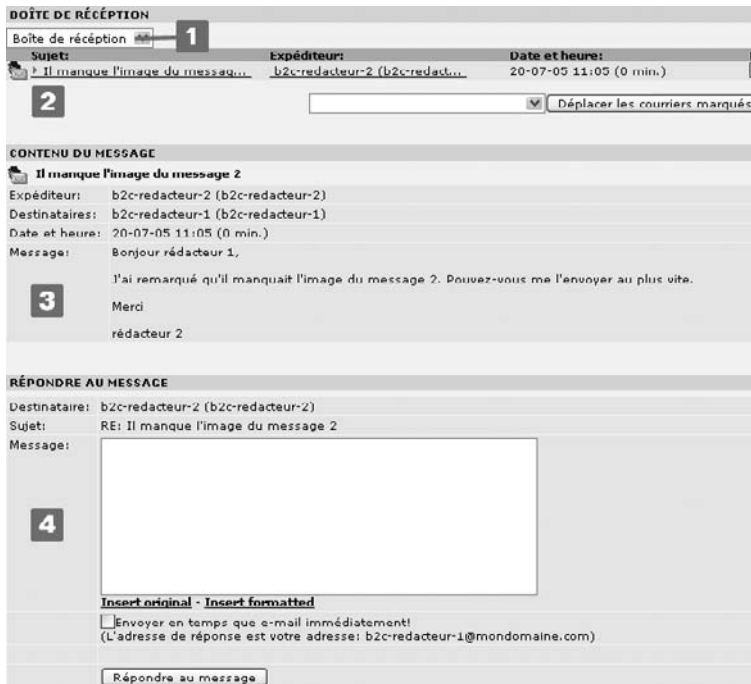 BOÎTE DE RÉCÉPTION
Boîte de récéption 1
Sujet: Expéditeur: Date et heure:
Il manque l'image du messag... b2c-redacteur-2 (b2c-redact... 20-07-05 11:05 (0 min.)
2
Déplacer les courriers marqués
CONTENU DU MESSAGE
Il manque l'image du message 2
Expéditeur: b2c-redacteur-2 (b2c-redacteur-2)
Destinataires: b2c-redacteur-1 (b2c-redacteur-1)
Date et heure: 20-07-05 11:05 (0 min.)
Message: Bonjour rédacteur 1,
J'ai remarqué qu'il manquait l'image du message 2. Pouvez-vous me l'envoyer au plus vite.
3
Merci
rédacteur 2
RÉPONDRE AU MESSAGE
Destinataire: b2c-redacteur-2 (b2c-redacteur-2)
Sujet: RE: Il manque l'image du message 2
Message:
4
Insert original - Insert formatted
Envoyer en temps que e-mail immédiatement!
(L'adresse de réponse est votre adresse: b2c-redacteur-1@mondomaine.com)
Répondre au message